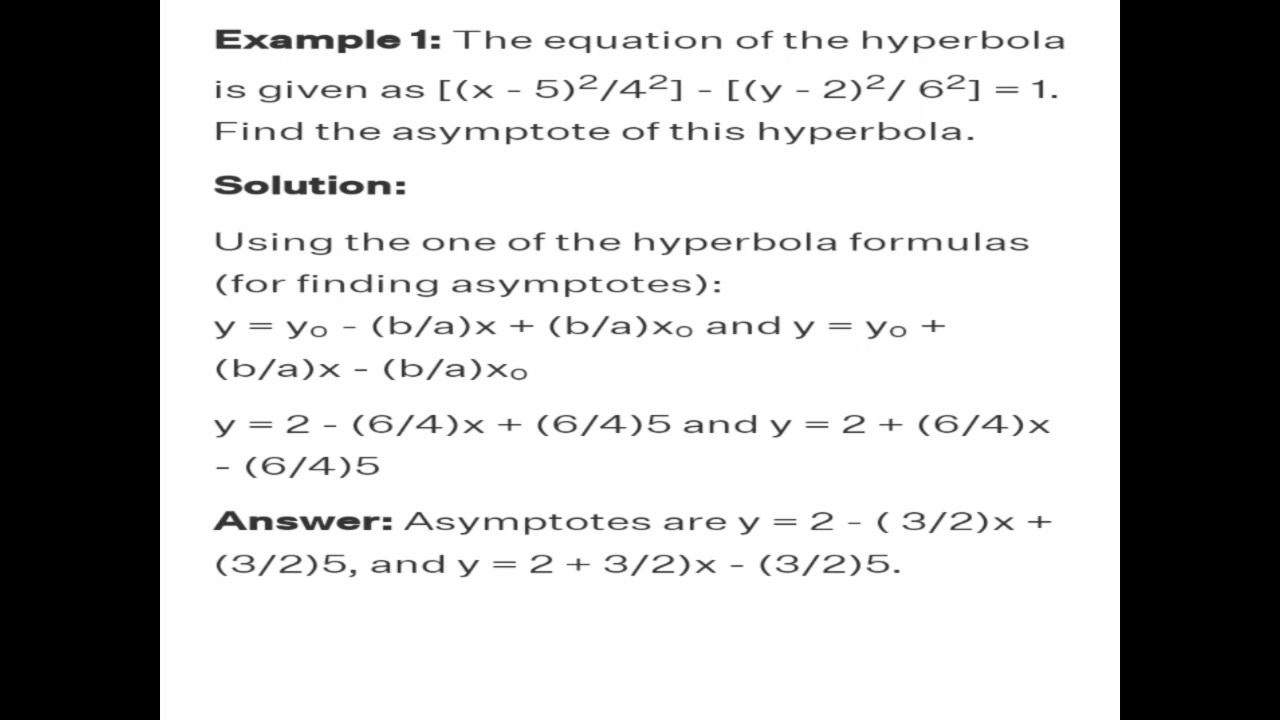 Example 1: The equation of the hyperbola
is given as [(x - 5)²/4²] - [(y - 2)²/ 6²] = 1.
Find the asymptote of this hyperbola.
Solution:
Using the one of the hyperbola formulas
(for finding asymptotes):
y = y₀ - (b/a)x + (b/a)x₀ and y = y₀ +
(b/a)x - (b/a)x₀
y = 2 - (6/4)x + (6/4)5 and y = 2 + (6/4)x
- (6/4)5
Answer: Asymptotes are y = 2 - ( 3/2)x +
(3/2)5, and y = 2 + 3/2)x - (3/2)5.